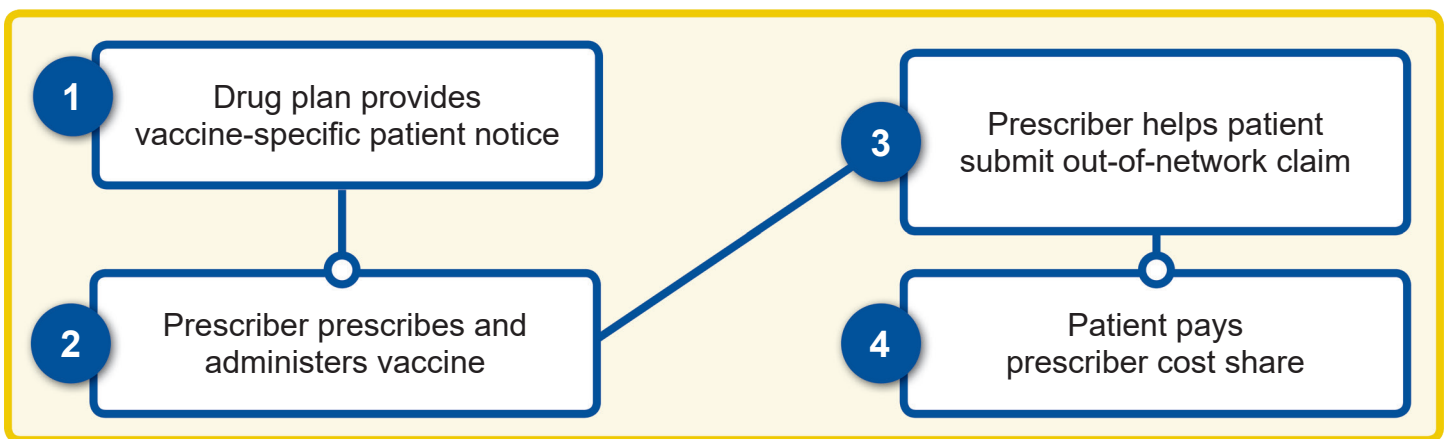 1
Drug plan provides
vaccine-specific patient notice
2
Prescriber prescribes and
administers vaccine
3
Prescriber helps patient
submit out-of-network claim
4
Patient pays
prescriber cost share